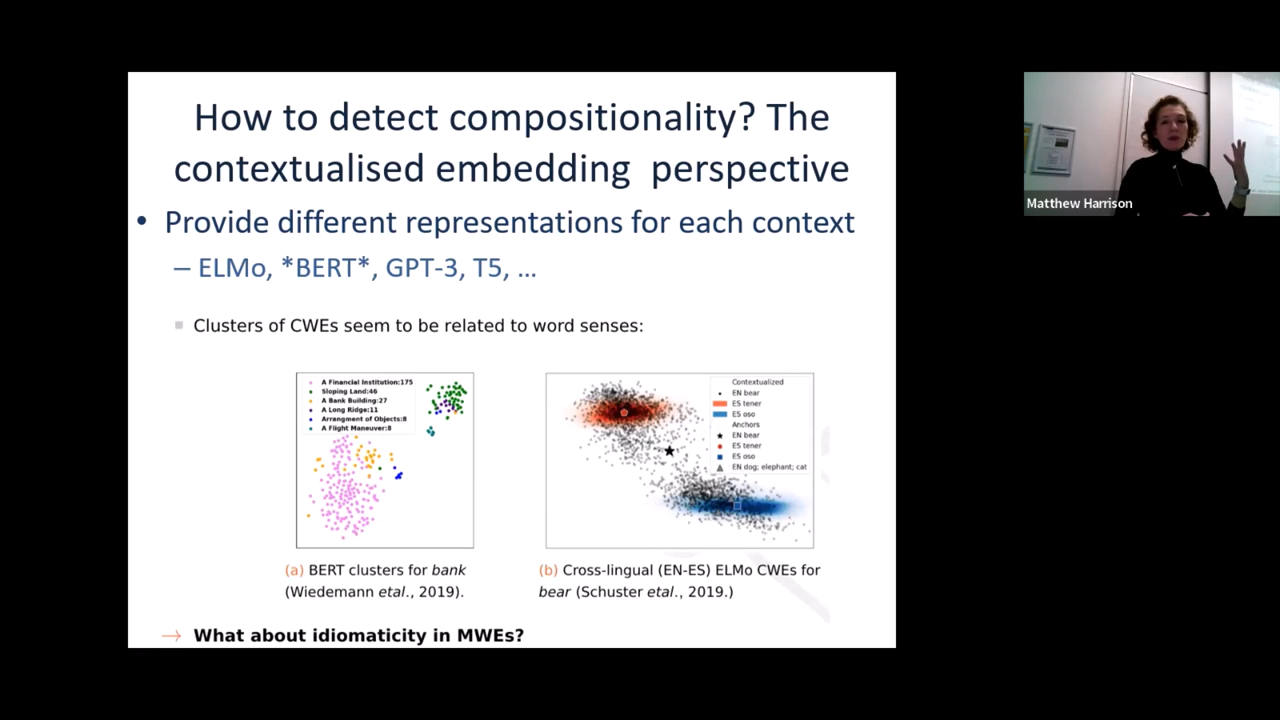 How to detect compositionality? The
contextualised embedding perspective
• Provide different representations for each context
– ELMo, *BERT*, GPT-3, T5, ...
Clusters of CWEs seem to be related to word senses:
A Financial Institution:175
Sloping Land:46
A Bank Building:27
A Long Ridge:11
Arrangment of Objects:8
A Flight Maneuver:8
Contextualized
EN bear
ES tener
ES oso
Anchors
EN bear
ES tener
ES oso
EN dog; elephant; cat
(a) BERT clusters for bank
(Wiedemann etal., 2019).
(b) Cross-lingual (EN-ES) ELMo CWEs for
bear (Schuster etal., 2019.)
→ What about idiomaticity in MWEs?
Matthew Harrison